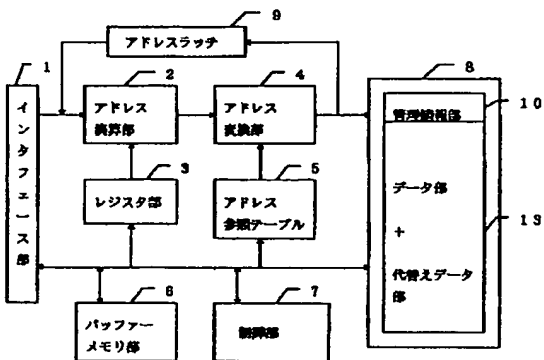 9
アドレスラッチ
1
2
4
8
インタフェース部
アドレス
演算部
アドレス
変換部
10
管理情報部
3
5
レジスタ部
アドレス
参照テーブル
データ部
+
代替えデータ
部
13
6
7
バッファー
メモリ部
制御部